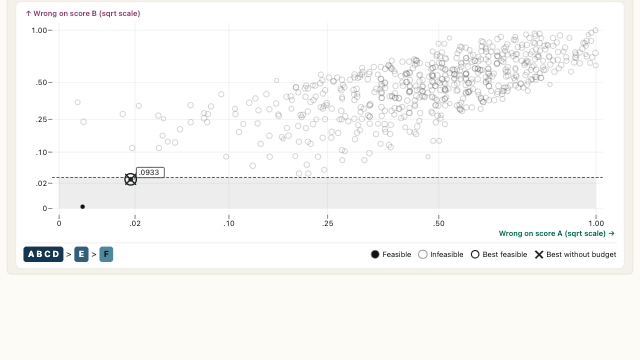 ↑ Wrong on score B (sqrt scale)
1.00
.50
.25
.10
.02
0
.0933
0 .02 .10 .25 .50 1.00
Wrong on score A (sqrt scale) →
A B C D > E > F
Feasible Infeasible Best feasible Best without budget